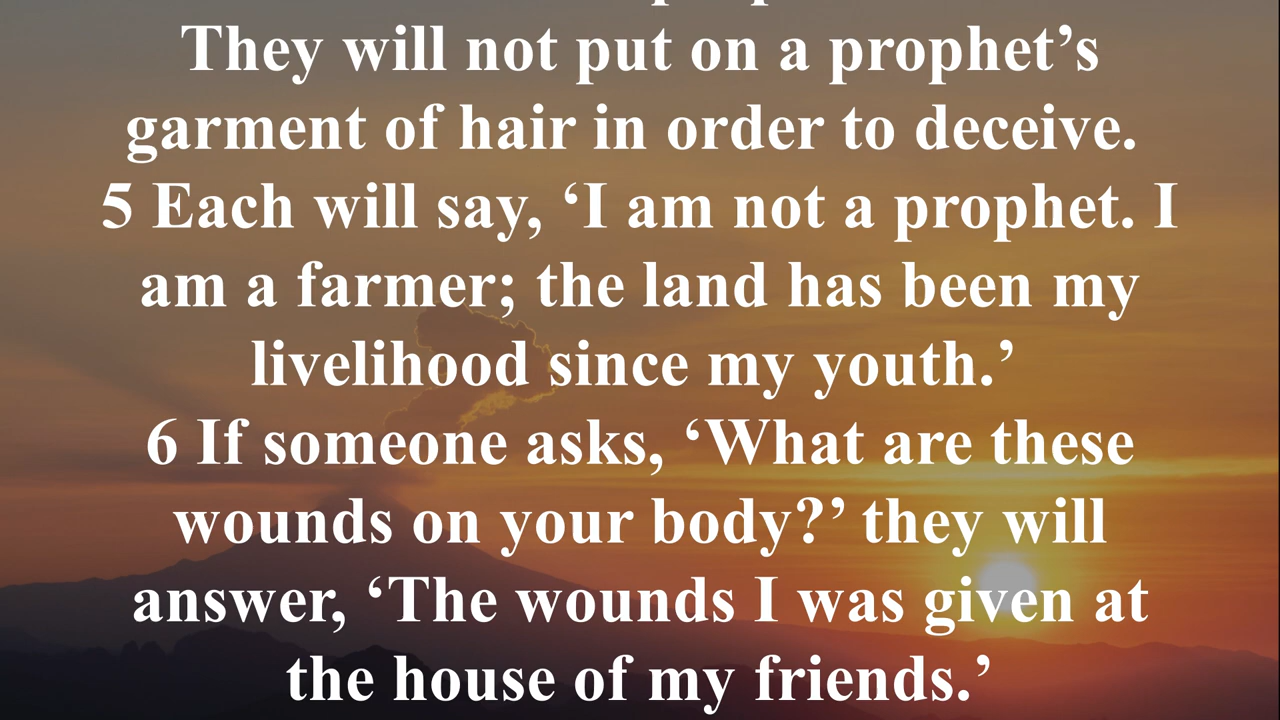 They will not put on a prophet’s
garment of hair in order to deceive.
5 Each will say, ‘I am not a prophet. I
am a farmer; the land has been my
livelihood since my youth.’
6 If someone asks, ‘What are these
wounds on your body?’ they will
answer, ‘The wounds I was given at
the house of my friends.’